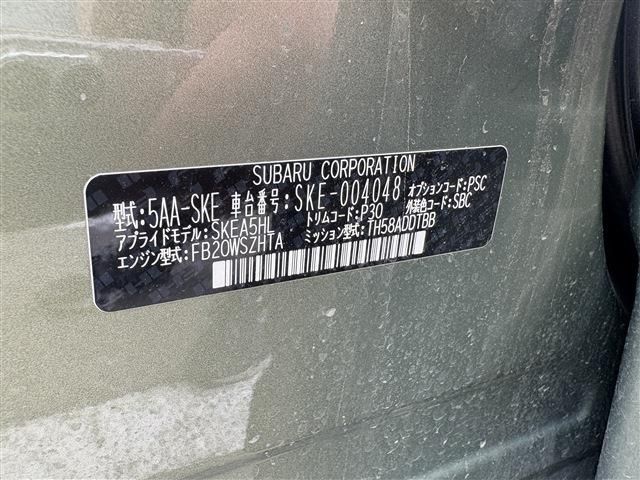 SUBARU CORPORATION
型式:5AA-SKE 車台番号:SKE-004048 オプションコード:PSC
アプライドモデル:SKEA5HL トリムコード:P30 外装色コード:SBC
エンジン型式:FB20WSZHTA ミッション型式:TH58ADDTBB